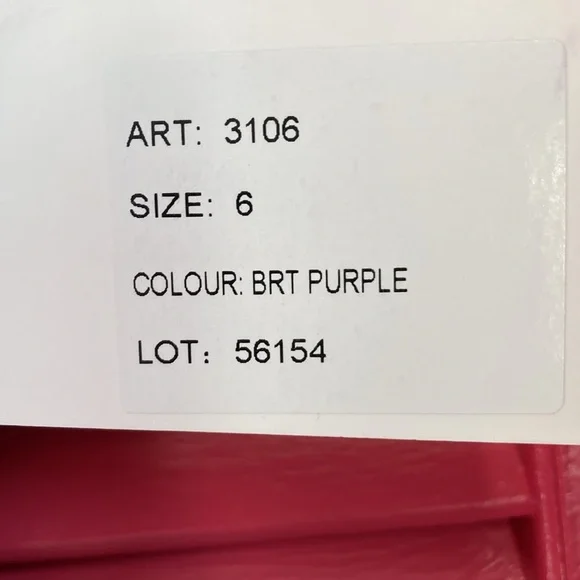 ART: 3106
SIZE: 6
COLOUR: BRT PURPLE
LOT: 56154